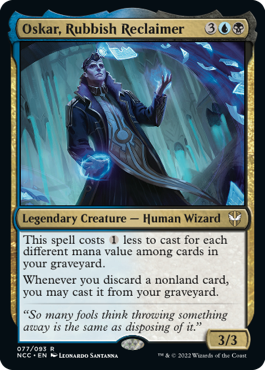 Oskar, Rubbish Reclaimer 3
Legendary Creature — Human Wizard
This spell costs 1 less to cast for each
different mana value among cards in
your graveyard.
Whenever you discard a nonland card,
you may cast it from your graveyard.
“So many fools think throwing something
away is the same as disposing of it.”
3/3
077/093 R
NCC • EN Leonardo Santanna
™ & © 2022 Wizards of the Coast